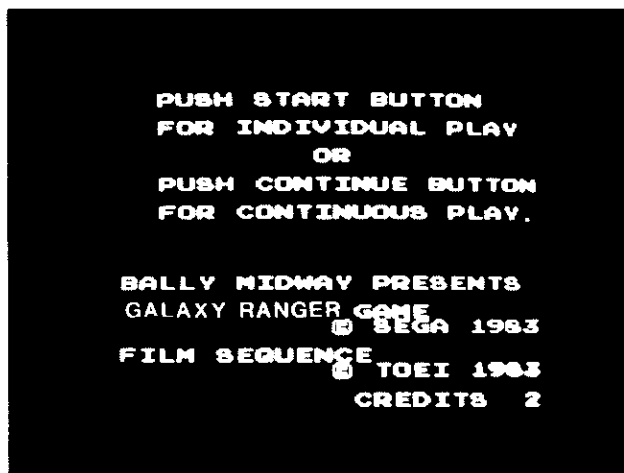 PUSH START BUTTON
FOR INDIVIDUAL PLAY
OR
PUSH CONTINUE BUTTON
FOR CONTINUOUS PLAY.
BALLY MIDWAY PRESENTS
GALAXY RANGER GAME
© SEGA 1983
FILM SEQUENCE
© TOEI 1983
CREDITS 2